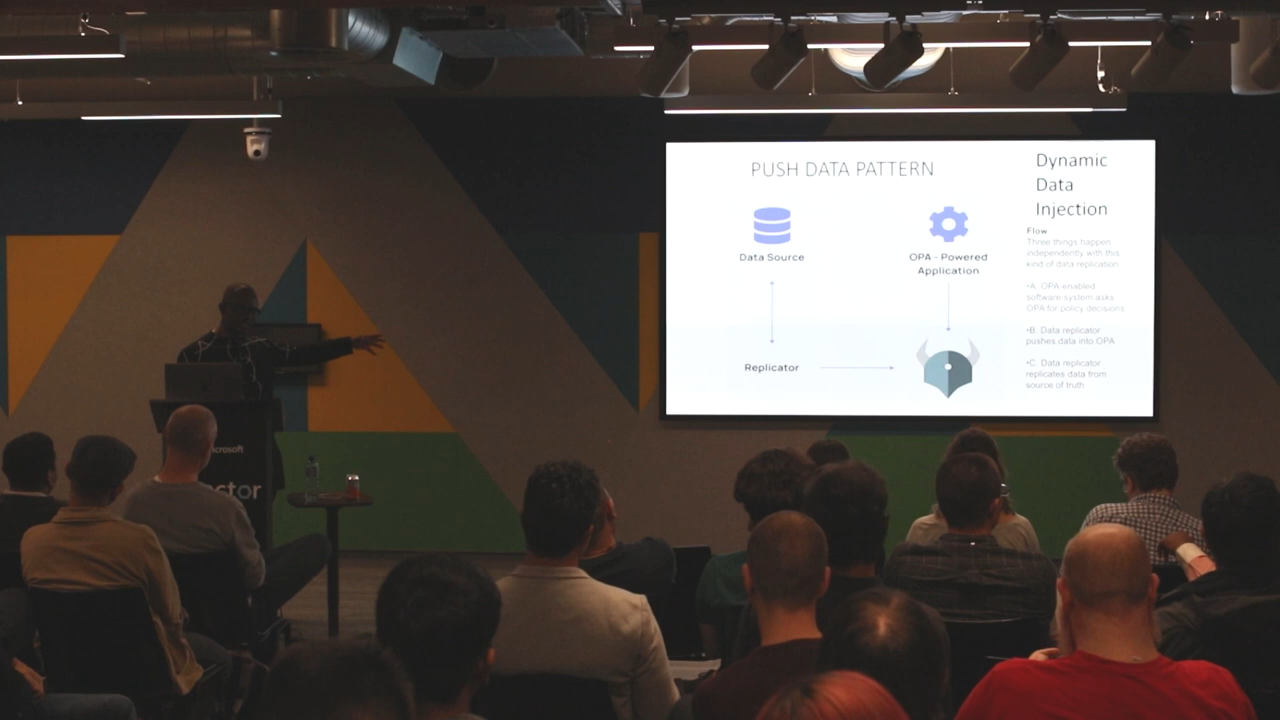 PUSH DATA PATTERN
Data Source
OPA - Powered
Application
Replicator
Dynamic
Data
Injection
Flow
Three things happen
independently with this
kind of data replication
•A. OPA-enabled
software system asks
OPA for policy decisions
•B. Data replicator
pushes data into OPA
•C. Data replicator
replicates data from
source of truth
crosoft
ctor